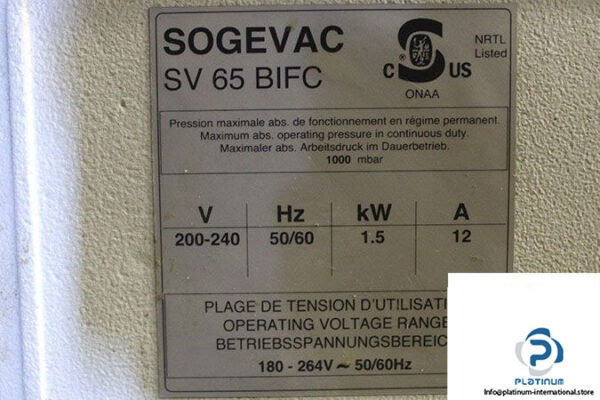 SOGEVAC
SV 65 BIFC
C US
NRTL
Listed
ONAA
Pression maximale abs. de fonctionnement en régime permanent.
Maximum abs. operating pressure in continuous duty.
Maximaler abs. Arbeitsdruck im Dauerbetrieb.
1000 mbar
V Hz kW A
200-240 50/60 1.5 12
PLAGE DE TENSION D'UTILISATI
OPERATING VOLTAGE RANGE
BETRIEBSSPANNUNGSBEREIC
180 - 264V ~ 50/60Hz
PLATINUM
Info@platinum-international.store